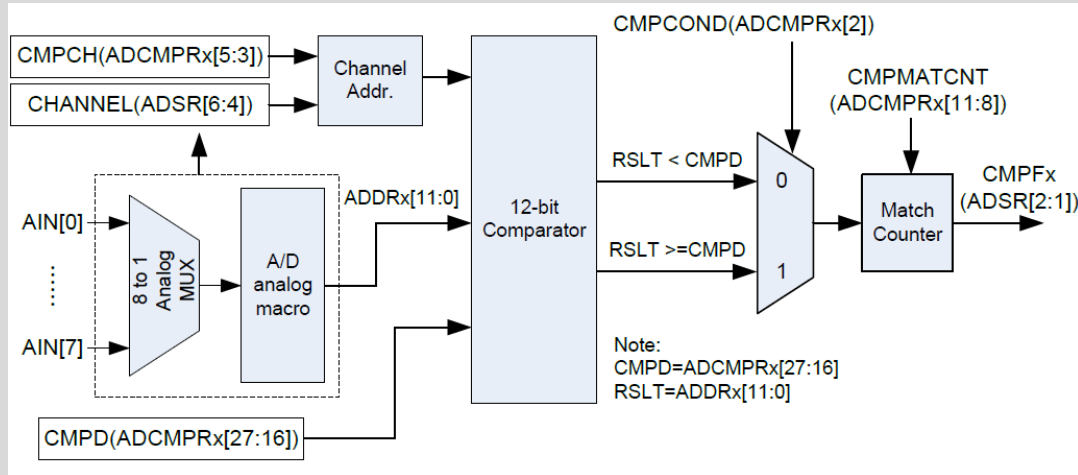 CMPCOND(ADCMPRx[2])
CMPCH(ADCMPRx[5:3])
CHANNEL(ADSR[6:4])
Channel
Addr.
CMPMATCNT
(ADCMPRx[11:8])
AIN[0]
......
AIN[7]
8 to 1
Analog
MUX
A/D
analog
macro
ADDRx[11:0]
12-bit
Comparator
RSLT < CMPD
RSLT >=CMPD
0
1
Match
Counter
CMPFx
(ADSR[2:1])
Note:
CMPD=ADCMPRx[27:16]
RSLT=ADDRx[11:0]
CMPD(ADCMPRx[27:16])